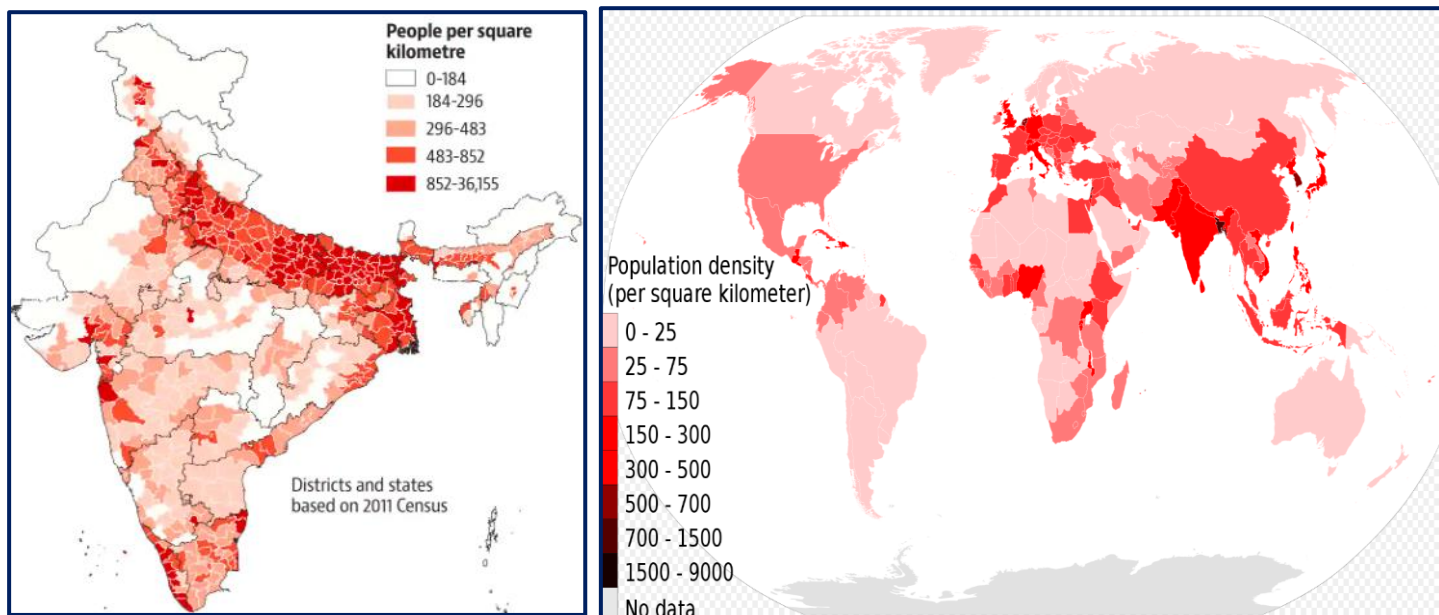 People per square
kilometre
0-184
184-296
296-483
483-852
852-36,155
Districts and states
based on 2011 Census
Population density
(per square kilometer)
0 - 25
25 - 75
75 - 150
150 - 300
300 - 500
500 - 700
700 - 1500
1500 - 9000
No data